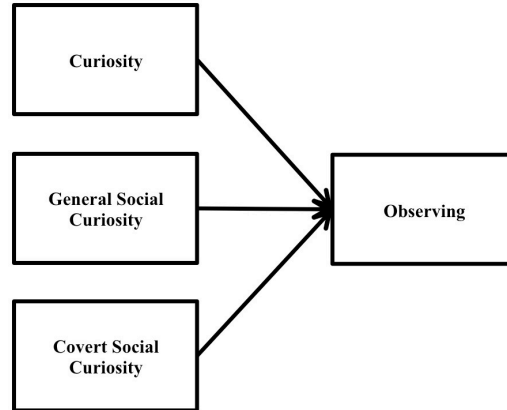 Curiosity
General Social
Curiosity
Observing
Covert Social
Curiosity